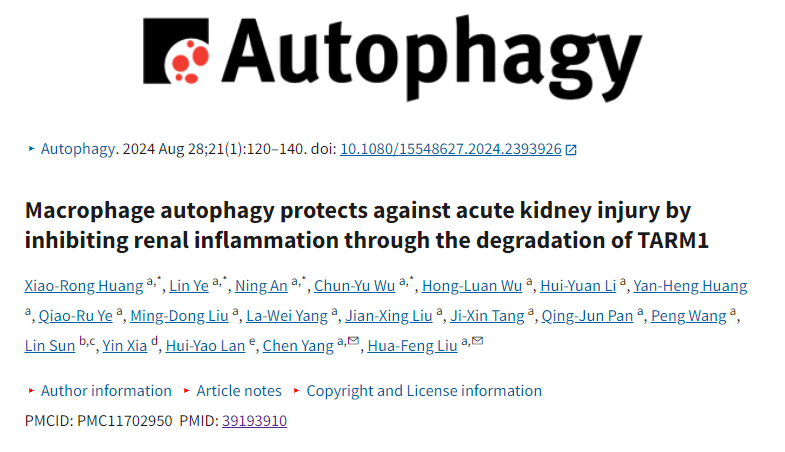 Autophagy
‣ Autophagy. 2024 Aug 28;21(1):120–140. doi: 10.1080/15548627.2024.2393926
Macrophage autophagy protects against acute kidney injury by
inhibiting renal inflammation through the degradation of TARM1
Xiao-Rong Huang a,*, Lin Ye a,*, Ning An a,*, Chun-Yu Wu a,*, Hong-Luan Wu a, Hui-Yuan Li a, Yan-Heng Huang
a, Qiao-Ru Ye a, Ming-Dong Liu a, La-Wei Yang a, Jian-Xing Liu a, Ji-Xin Tang a, Qing-Jun Pan a, Peng Wang a,
Lin Sun b,c, Yin Xia d, Hui-Yao Lan e, Chen Yang a,✉, Hua-Feng Liu a,✉
‣ Author information ‣ Article notes ‣ Copyright and License information
PMCID: PMC11702950 PMID: 39193910